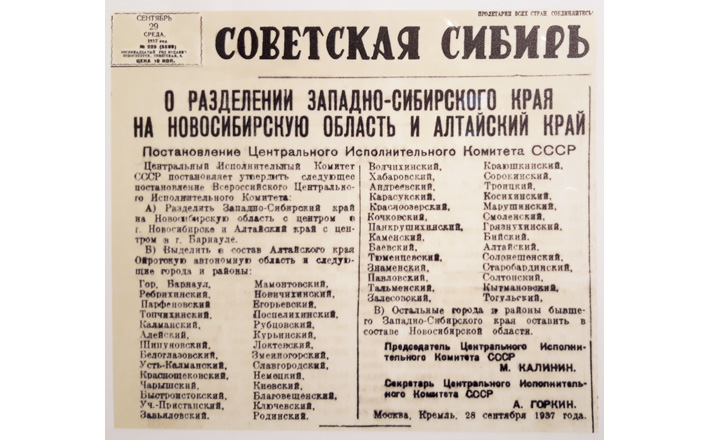 СЕНТЯБРЬ
29
СРЕДА,
1937 год
ЦЕНА 10 КОП.
ПРОЛЕТАРИИ ВСЕХ СТРАН, СОЕДИНЯЙТЕСЬ!
СОВЕТСКАЯ СИБИРЬ
О РАЗДЕЛЕНИИ ЗАПАДНО-СИБИРСКОГО КРАЯ
НА НОВОСИБИРСКУЮ ОБЛАСТЬ И АЛТАЙСКИЙ КРАЙ
Постановление Центрального Исполнительного Комитета СССР
Центральный Исполнительный Комитет
СССР постановляет утвердить следующее
постановление Всероссийского Центрально-
го Исполнительного Комитета:
А) Разделить Западно-Сибирский край
на Новосибирскую область с центром в
г. Новосибирске и Алтайский край с цен-
тром в г. Барнауле.
Б) Выделить в состав Алтайского края
Ойротскую автономную область и следую-
щие города и районы:
Гор. Барнаул,
Ребрихинский,
Парфеновский
Топчихинский,
Калманский,
Алейский,
Шипуновский,
Белоглазовский,
Усть-Калманский,
Краснощековский,
Чарышский,
Быстроистокский,
Уч.-Пристанский,
Завьяловский.
Мамонтовский,
Новичихинский,
Егорьевский,
Поспелихинский,
Рубцовский,
Курьинский,
Локтевский,
Змеиногорский,
Славгородский,
Немецкий,
Киевский,
Благовещенский,
Ключевский,
Родинский.
Волчихинский,
Хабаровский,
Андреевский,
Карасукский,
Краснозерский,
Кочковский,
Панкрушихинский,
Каменский,
Баевский,
Тюменцевский,
Знаменский,
Павловский,
Тальменский,
Залесовский,
Краюшкинский,
Сорокинский,
Троицкий,
Косихинский,
Марушинский,
Смоленский,
Грязнухинский,
Бийский,
Алтайский,
Солонешенский,
Старобардинский,
Солтонский,
Кытмановский,
Тогульский.
В) Остальные города и районы бывше-
го Западно-Сибирского края оставить в
составе Новосибирской области.
Председатель Центрального Исполни-
тельного Комитета СССР
М. КАЛИНИН.
Секретарь Центрального Исполнитель-
ного Комитета СССР
А. ГОРКИН.
Москва, Кремль, 28 сентября 1937 года.